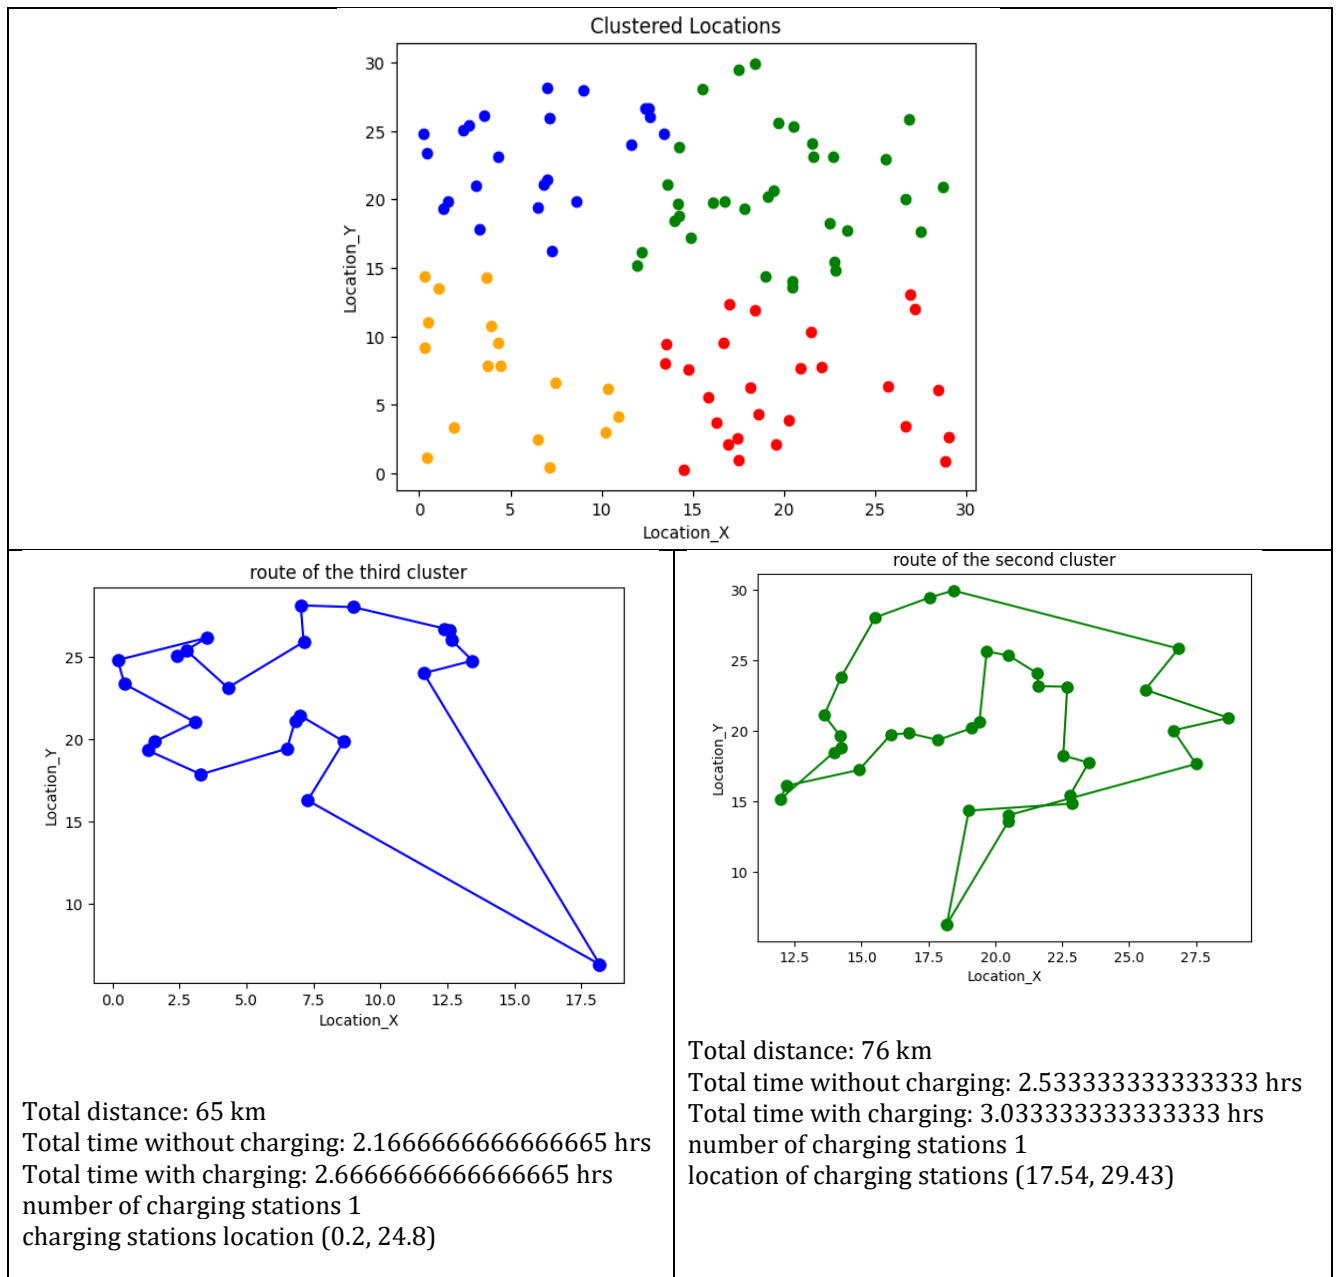 Clustered Locations
30
25
20
15
10
5
0
Location_Y
0 5 10 15 20 25 30
Location_X
route of the third cluster
25
20
15
10
Location_Y
0.0 2.5 5.0 7.5 10.0 12.5 15.0 17.5
Location_X
Total distance: 65 km
Total time without charging: 2.1666666666666665 hrs
Total time with charging: 2.6666666666666665 hrs
number of charging stations 1
charging stations location (0.2, 24.8)
route of the second cluster
30
25
20
15
10
Location_Y
12.5 15.0 17.5 20.0 22.5 25.0 27.5
Location_X
Total distance: 76 km
Total time without charging: 2.533333333333333 hrs
Total time with charging: 3.033333333333333 hrs
number of charging stations 1
location of charging stations (17.54, 29.43)